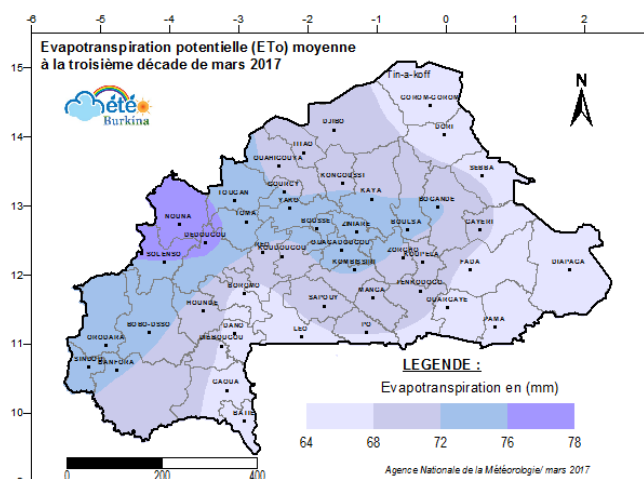 -6 -5 -4 -3 -2 -1 0 1 2
Evapotranspiration potentielle (ETo) moyenne
à la troisième décade de mars 2017
météo
Burkina
N
15
14
13
12
11
10
Tin-a-koff
GOROM-GOROM
DJIBO
DORI
TITAO
OUAHIGOUYA
SEBBA
KONGOUSSI
TOUGAN
GOURCY
KAYA
YAKO
BOGANDE
NOUNA
TOMA
BOUSSE
ZINIARE
BOULSA
GAYERI
DEDOUGOU
OUAGADOUGOU
SOLENSO
REO
KOUDOUGOU
ZORGHO
KOUPELA
KOMBISSIRI
FADA
DIAPAGA
BOROMO
TENKODOGO
MANGA
HOUNDE
SAPOUY
OUARGAYE
BOBO-DSSO
DANO
PAMA
ORODARA
DIEBOUGOU
LEO
PO
SINDOU
BANFORA
GAOUA
BATIE
LEGENDE :
Evapotranspiration en (mm)
64 68 72 76 78
0 200 400
Agence Nationale de la Météorologie/ mars 2017